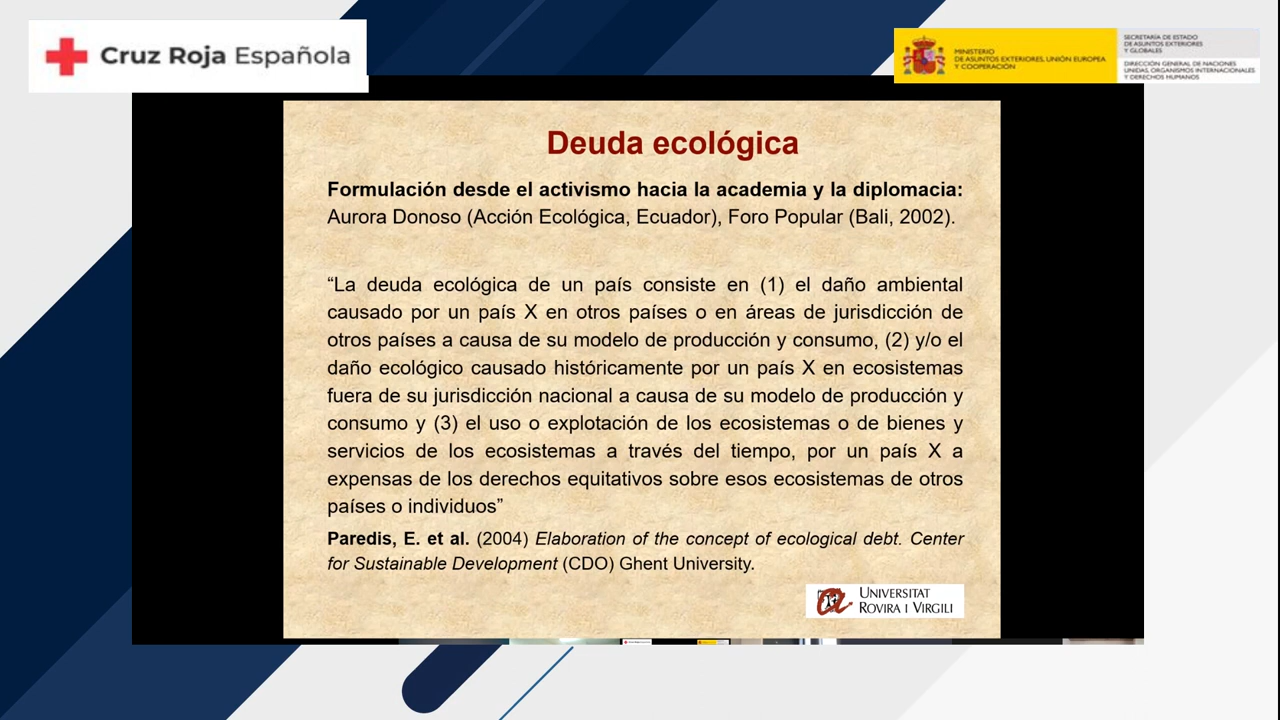 Cruz Roja Española
MINISTERIO
DE ASUNTOS EXTERIORES, UNIÓN EUROPEA
Y COOPERACIÓN
SECRETARÍA DE ESTADO
DE ASUNTOS EXTERIORES
Y GLOBALES
DIRECCIÓN GENERAL DE NACIONES
UNIDAS, ORGANISMOS INTERNACIONALES
Y DERECHOS HUMANOS
Deuda ecológica
Formulación desde el activismo hacia la academia y la diplomacia:
Aurora Donoso (Acción Ecológica, Ecuador), Foro Popular (Bali, 2002).
“La deuda ecológica de un país consiste en (1) el daño ambiental
causado por un país X en otros países o en áreas de jurisdicción de
otros países a causa de su modelo de producción y consumo, (2) y/o el
daño ecológico causado históricamente por un país X en ecosistemas
fuera de su jurisdicción nacional a causa de su modelo de producción y
consumo y (3) el uso o explotación de los ecosistemas o de bienes y
servicios de los ecosistemas a través del tiempo, por un país X a
expensas de los derechos equitativos sobre esos ecosistemas de otros
países o individuos”
Paredis, E. et al. (2004) Elaboration of the concept of ecological debt. Center
for Sustainable Development (CDO) Ghent University.
UNIVERSITAT
ROVIRA I VIRGILI